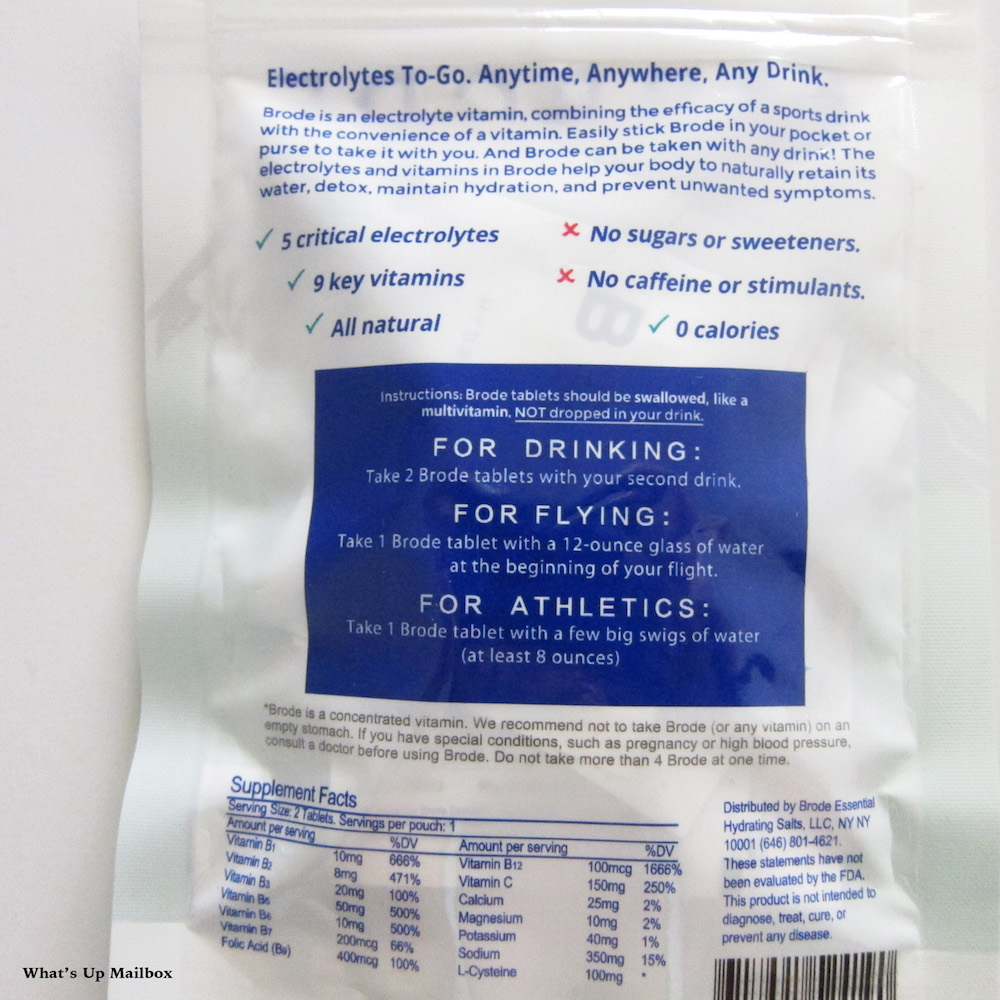 Electrolytes To-Go. Anytime, Anywhere, Any Drink.
Brode is an electrolyte vitamin, combining the efficacy of a sports drink
with the convenience of a vitamin. Easily stick Brode in your pocket or
purse to take it with you. And Brode can be taken with any drink! The
electrolytes and vitamins in Brode help your body to naturally retain its
water, detox, maintain hydration, and prevent unwanted symptoms.
✓ 5 critical electrolytes
✗ No sugars or sweeteners.
✓ 9 key vitamins
✗ No caffeine or stimulants.
✓ All natural
✓ 0 calories
Instructions: Brode tablets should be swallowed, like a
multivitamin, NOT dropped in your drink.
FOR DRINKING:
Take 2 Brode tablets with your second drink.
FOR FLYING:
Take 1 Brode tablet with a 12-ounce glass of water
at the beginning of your flight.
FOR ATHLETICS:
Take 1 Brode tablet with a few big swigs of water
(at least 8 ounces)
*Brode is a concentrated vitamin. We recommend not to take Brode (or any vitamin) on an
empty stomach. If you have special conditions, such as pregnancy or high blood pressure,
consult a doctor before using Brode. Do not take more than 4 Brode at one time.
Supplement Facts
Serving Size: 2 Tablets. Servings per pouch: 1
Amount per serving %DV
Vitamin B1 10mg 666%
Vitamin B2 8mg 471%
Vitamin B3 20mg 100%
Vitamin B5 50mg 500%
Vitamin B6 10mg 500%
Vitamin B7 200mcg 66%
Folic Acid (B9) 400mcg 100%
Amount per serving %DV
Vitamin B12 100mcg 1666%
Vitamin C 150mg 250%
Calcium 25mg 2%
Magnesium 10mg 2%
Potassium 40mg 1%
Sodium 350mg 15%
L-Cysteine 100mg *
Distributed by Brode Essential
Hydrating Salts, LLC, NY NY
10001 (646) 801-4621.
These statements have not
been evaluated by the FDA.
This product is not intended to
diagnose, treat, cure, or
prevent any disease.
What's Up Mailbox